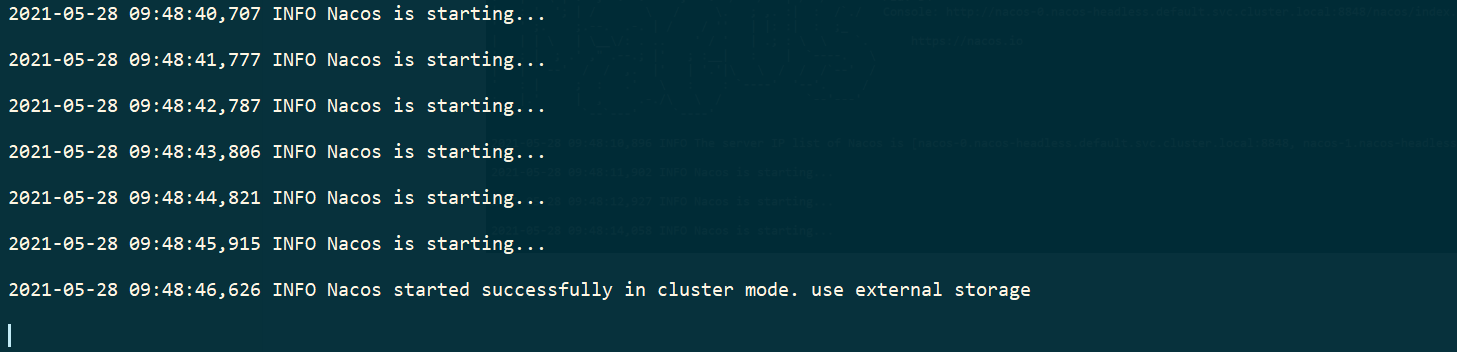 2021-05-28 09:48:40,707 INFO Nacos is starting...
2021-05-28 09:48:41,777 INFO Nacos is starting...
2021-05-28 09:48:42,787 INFO Nacos is starting...
2021-05-28 09:48:43,806 INFO Nacos is starting...
2021-05-28 09:48:44,821 INFO Nacos is starting...
2021-05-28 09:48:45,915 INFO Nacos is starting...
2021-05-28 09:48:46,626 INFO Nacos started successfully in cluster mode. use external storage